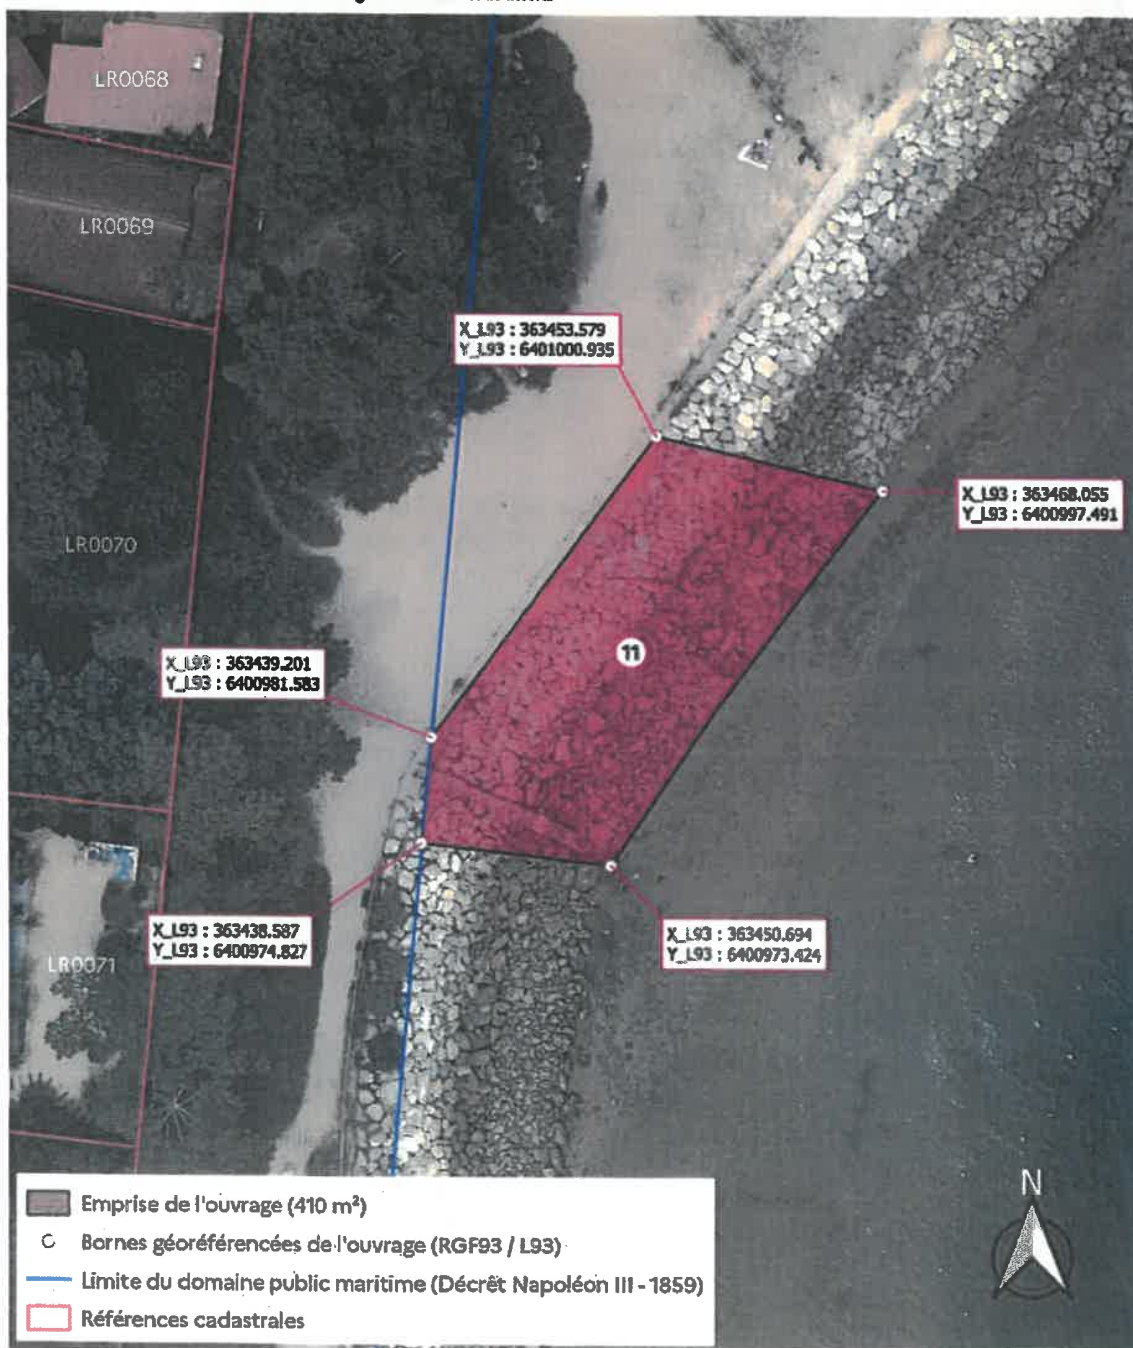 LR0068
LR0069
X_L93 : 363453.579
Y_L93 : 6401000.935
X_L93 : 363468.055
Y_L93 : 6400997.491
LR0070
11
X_L93 : 363439.201
Y_L93 : 6400981.583
X_L93 : 363438.587
Y_L93 : 6400974.827
X_L93 : 363450.694
Y_L93 : 6400973.424
LR0071
N
Emprise de l'ouvrage (410 m²)
Bornes géoréférencées de l'ouvrage (RGF93 / L93)
Limite du domaine public maritime (Décrêt Napoléon III - 1859)
Références cadastrales